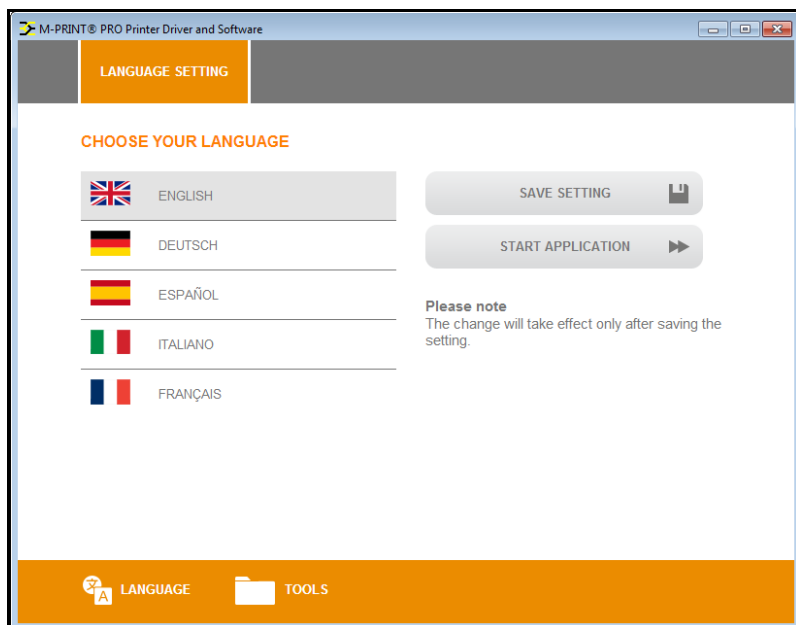 M-PRINT® PRO Printer Driver and Software
LANGUAGE SETTING
CHOOSE YOUR LANGUAGE
ENGLISH
DEUTSCH
ESPAÑOL
ITALIANO
FRANÇAIS
SAVE SETTING
START APPLICATION
Please note
The change will take effect only after saving the
setting.
LANGUAGE
TOOLS